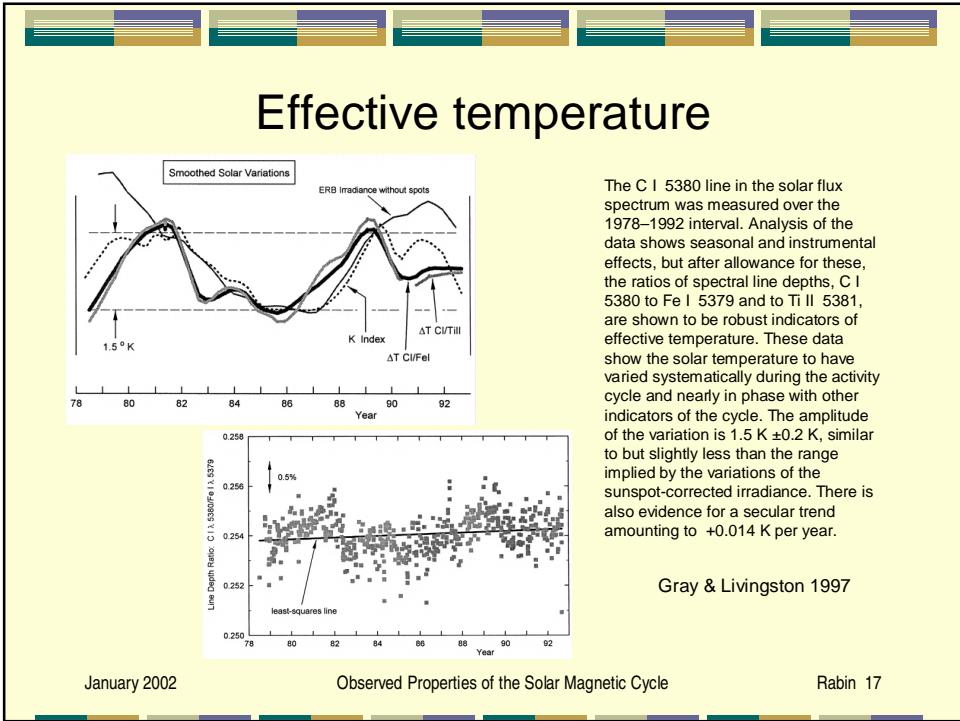 Effective temperature
Smoothed Solar Variations
ERB Irradiance without spots
1.5 ° K
K Index
ΔT CI/TiII
ΔT CI/FeI
78 80 82 84 86 88 90 92
Year
The C I 5380 line in the solar flux
spectrum was measured over the
1978–1992 interval. Analysis of the
data shows seasonal and instrumental
effects, but after allowance for these,
the ratios of spectral line depths, C I
5380 to Fe I 5379 and to Ti II 5381,
are shown to be robust indicators of
effective temperature. These data
show the solar temperature to have
varied systematically during the activity
cycle and nearly in phase with other
indicators of the cycle. The amplitude
of the variation is 1.5 K ±0.2 K, similar
to but slightly less than the range
implied by the variations of the
sunspot-corrected irradiance. There is
also evidence for a secular trend
amounting to +0.014 K per year.
Gray & Livingston 1997
Line Depth Ratio: C I λ 5380/Fe I λ 5379
0.258
0.256
0.254
0.252
0.250
0.5%
least-squares line
78 80 82 84 86 88 90 92
Year
January 2002
Observed Properties of the Solar Magnetic Cycle
Rabin 17